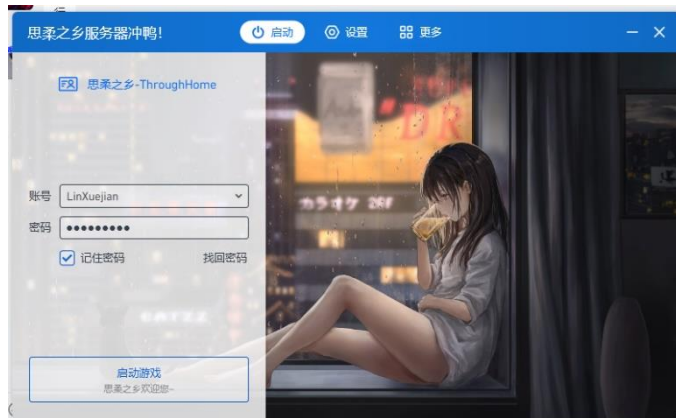 思柔之乡服务器冲鸭!
启动
设置
更多
思柔之乡-ThroughHome
账号 LinXuejian
密码 •••••••••
记住密码 找回密码
启动游戏
思柔之乡欢迎您~
DR
カラオケ